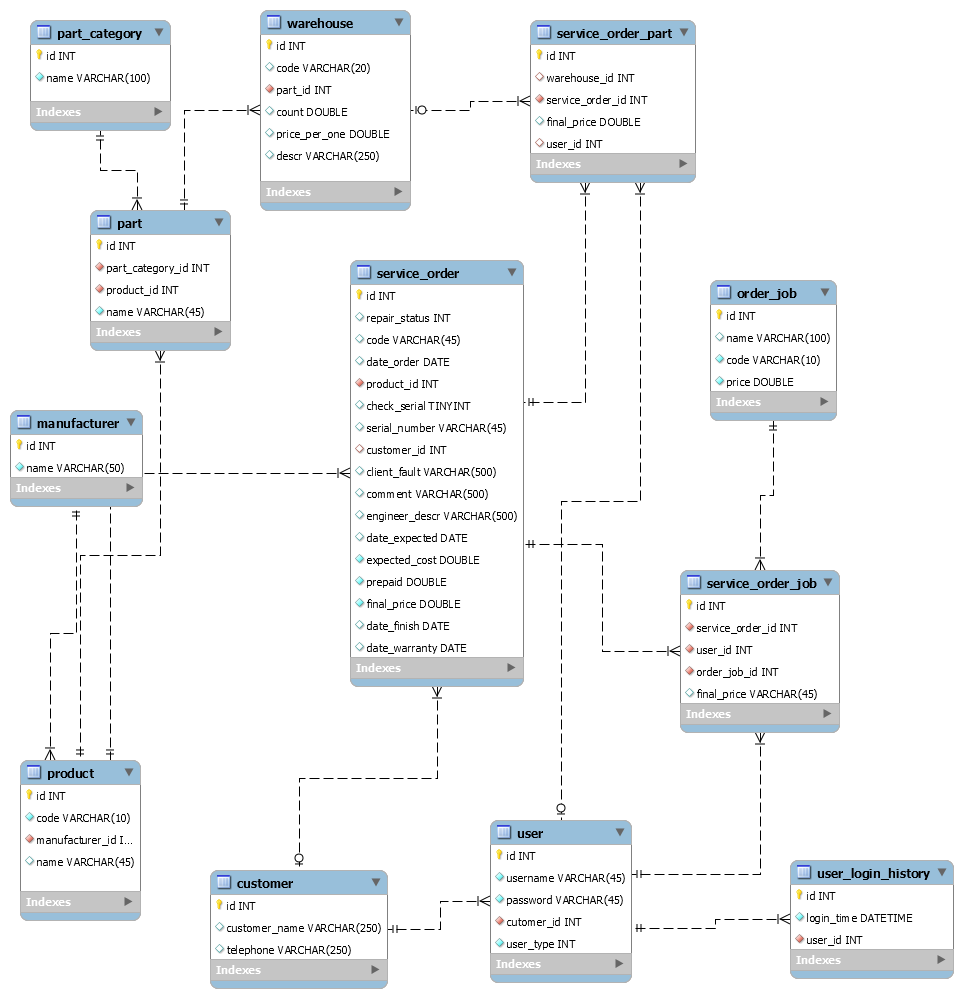 part_category
id INT
name VARCHAR(100)
Indexes
warehouse
id INT
code VARCHAR(20)
part_id INT
count DOUBLE
price_per_one DOUBLE
descr VARCHAR(250)
Indexes
service_order_part
id INT
warehouse_id INT
service_order_id INT
final_price DOUBLE
user_id INT
Indexes
part
id INT
part_category_id INT
product_id INT
name VARCHAR(45)
Indexes
service_order
id INT
repair_status INT
code VARCHAR(45)
date_order DATE
product_id INT
check_serial TINYINT
serial_number VARCHAR(45)
customer_id INT
client_fault VARCHAR(500)
comment VARCHAR(500)
engineer_descr VARCHAR(500)
date_expected DATE
expected_cost DOUBLE
prepaid DOUBLE
final_price DOUBLE
date_finish DATE
date_warranty DATE
Indexes
order_job
id INT
name VARCHAR(100)
code VARCHAR(10)
price DOUBLE
Indexes
manufacturer
id INT
name VARCHAR(50)
Indexes
service_order_job
id INT
service_order_id INT
user_id INT
order_job_id INT
final_price VARCHAR(45)
Indexes
product
id INT
code VARCHAR(10)
manufacturer_id I...
name VARCHAR(45)
Indexes
customer
id INT
customer_name VARCHAR(250)
telephone VARCHAR(250)
Indexes
user
id INT
username VARCHAR(45)
password VARCHAR(45)
cutomer_id INT
user_type INT
Indexes
user_login_history
id INT
login_time DATETIME
user_id INT
Indexes